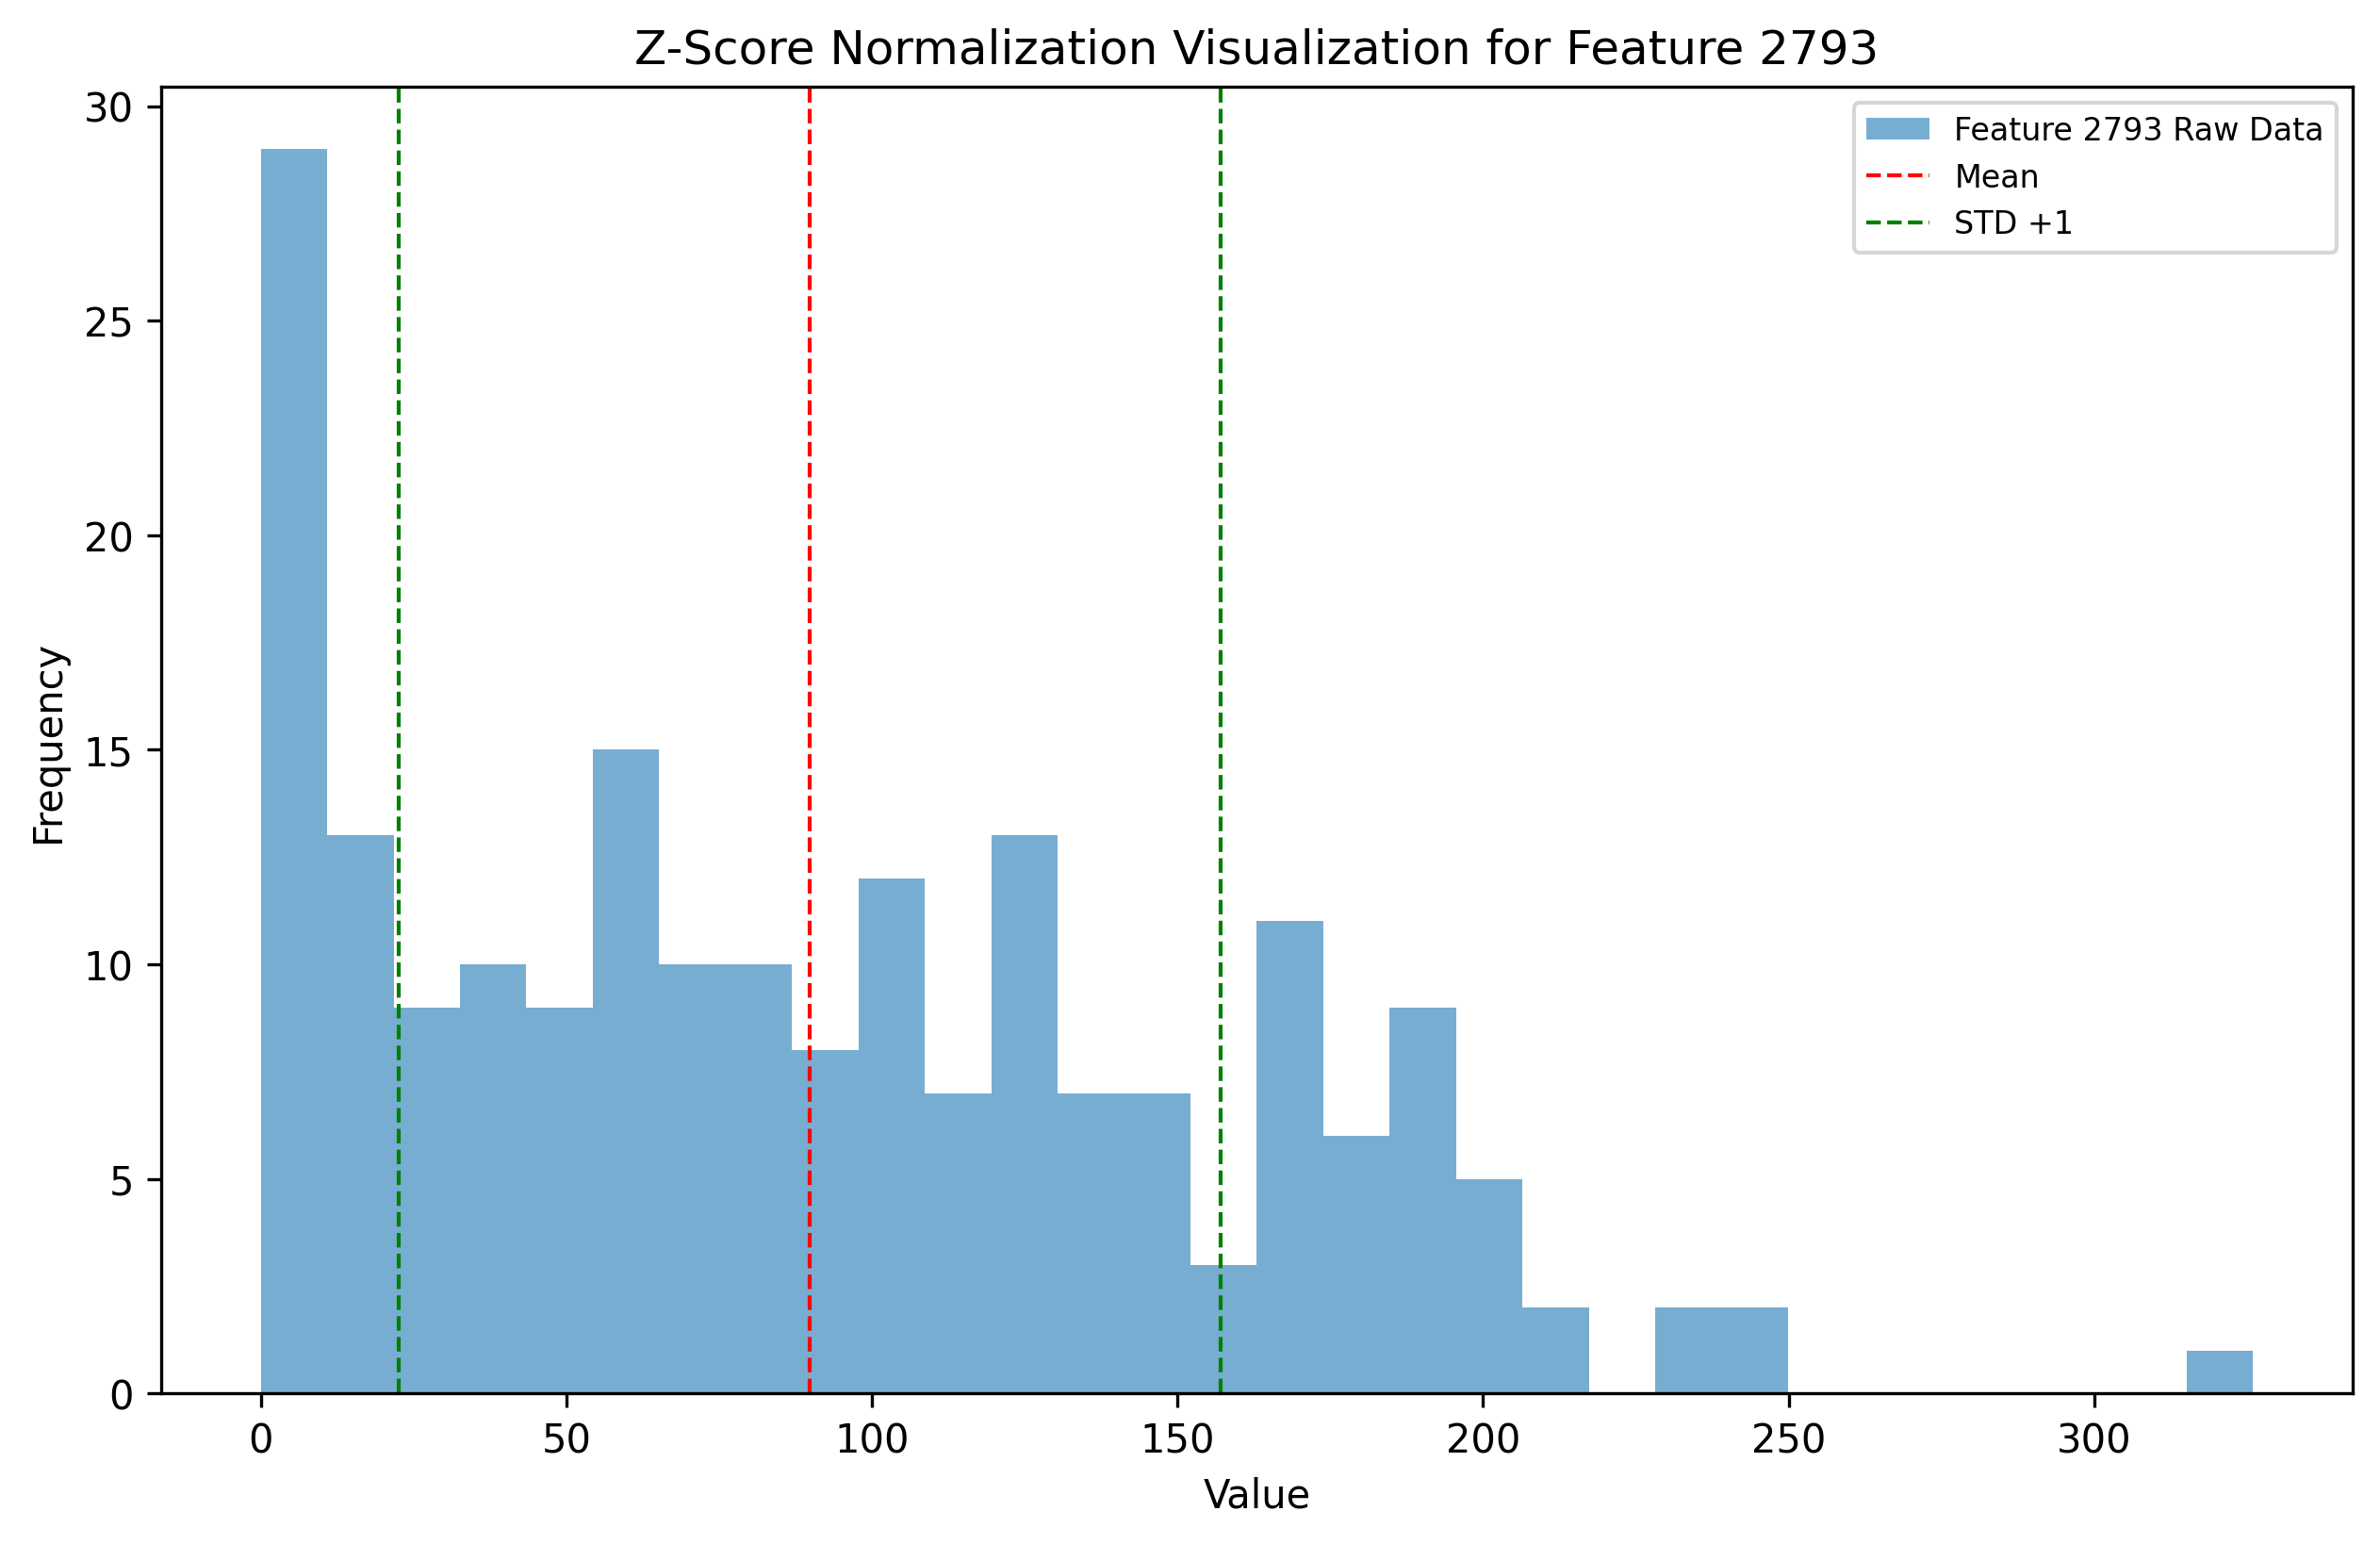 Z-Score Normalization Visualization for Feature 2793
Feature 2793 Raw Data
Mean
STD +1
30
25
20
15
10
5
0
Frequency
0 50 100 150 200 250 300
Value